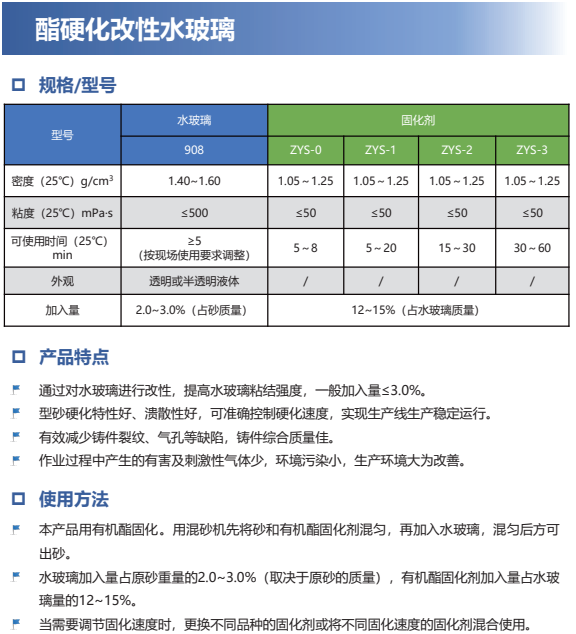 酯硬化改性水玻璃
规格/型号
型号 水玻璃 固化剂
908 ZYS-0 ZYS-1 ZYS-2 ZYS-3
密度（25℃）g/cm³ 1.40~1.60 1.05～1.25 1.05～1.25 1.05～1.25 1.05～1.25
粘度（25℃）mPa·s ≤500 ≤50 ≤50 ≤50 ≤50
可使用时间（25℃） min ≥5 （按现场使用要求调整） 5～8 5～20 15～30 30～60
外观 透明或半透明液体 / / / /
加入量 2.0~3.0%（占砂质量） 12~15%（占水玻璃质量）
产品特点
通过对水玻璃进行改性，提高水玻璃粘结强度，一般加入量≤3.0%。
型砂硬化特性好、溃散性好，可准确控制硬化速度，实现生产线生产稳定运行。
有效减少铸件裂纹、气孔等缺陷，铸件综合质量佳。
作业过程中产生的有害及刺激性气体少，环境污染小，生产环境大为改善。
使用方法
本产品用有机酯固化。用混砂机先将砂和有机酯固化剂混匀，再加入水玻璃，混匀后方可
出砂。
水玻璃加入量占原砂重量的2.0~3.0%（取决于原砂的质量），有机酯固化剂加入量占水玻
璃量的12~15%。
当需要调节固化速度时，更换不同品种的固化剂或将不同固化速度的固化剂混合使用。